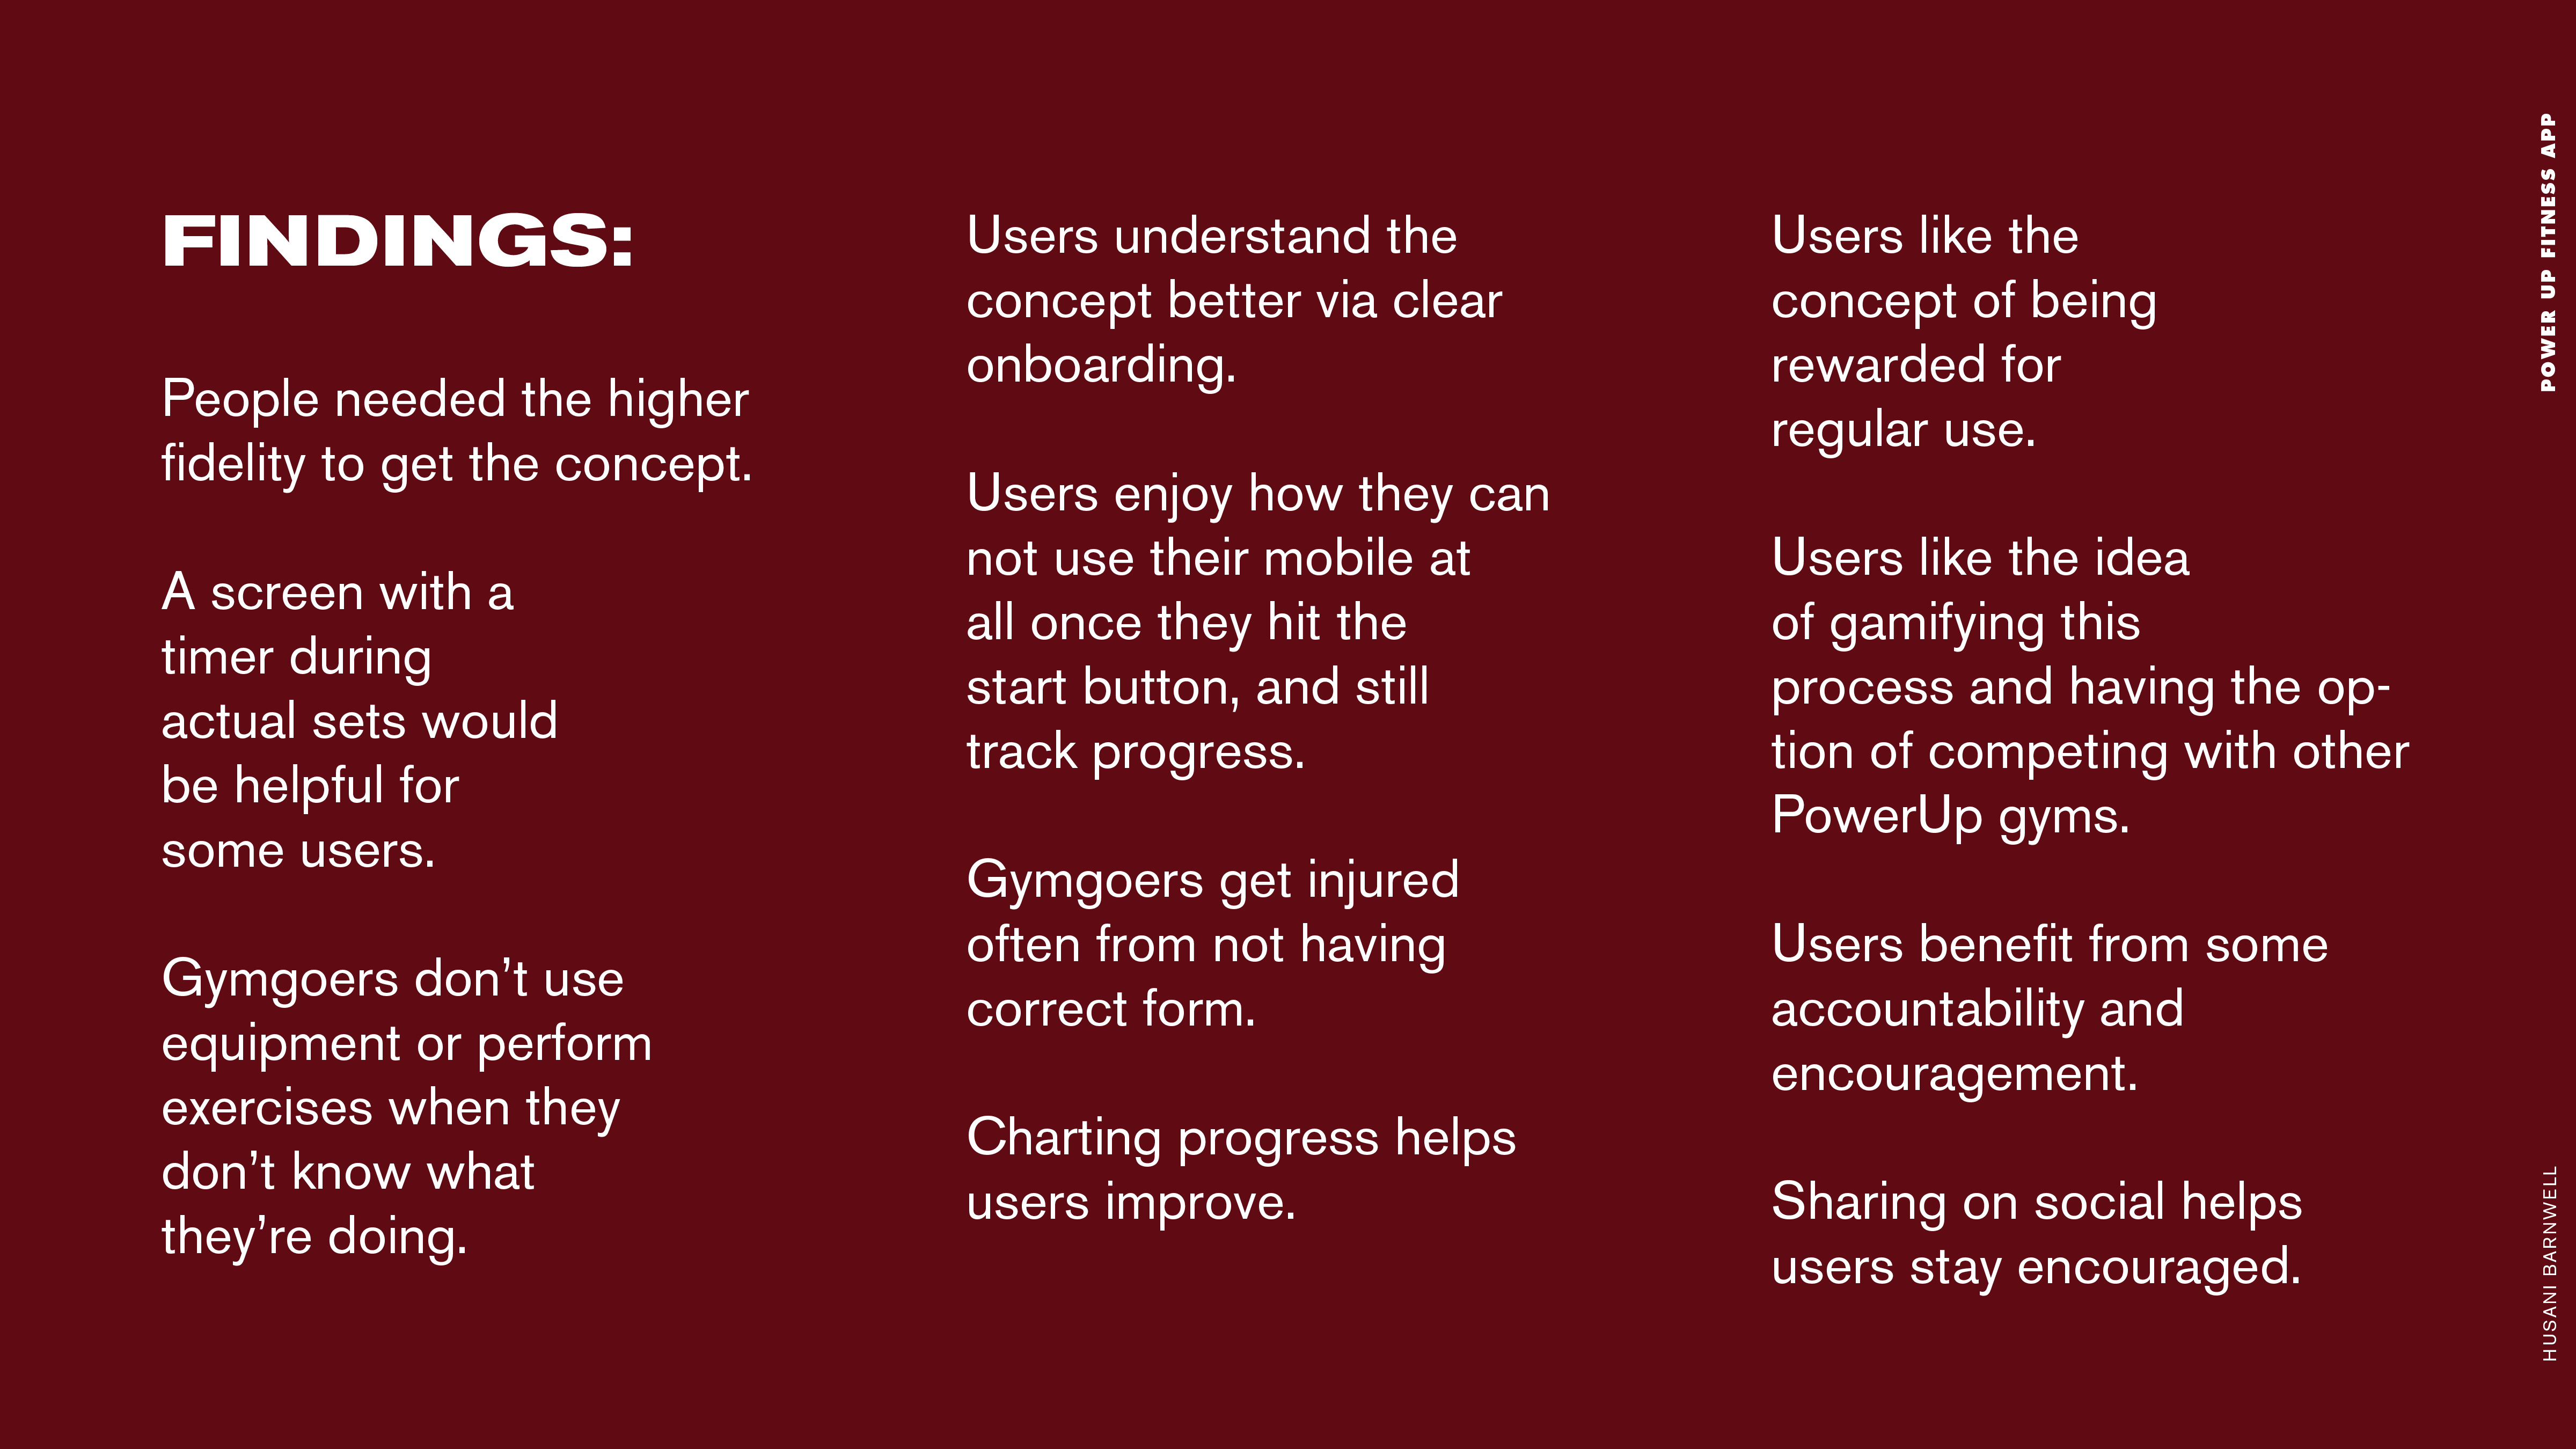 FINDINGS:
People needed the higher
fidelity to get the concept.
A screen with a
timer during
actual sets would
be helpful for
some users.
Gymgoers don’t use
equipment or perform
exercises when they
don’t know what
they’re doing.
Users understand the
concept better via clear
onboarding.
Users enjoy how they can
not use their mobile at
all once they hit the
start button, and still
track progress.
Gymgoers get injured
often from not having
correct form.
Charting progress helps
users improve.
Users like the
concept of being
rewarded for
regular use.
Users like the idea
of gamifying this
process and having the op-
tion of competing with other
PowerUp gyms.
Users benefit from some
accountability and
encouragement.
Sharing on social helps
users stay encouraged.
POWER UP FITNESS APP
HUSANI BARNWELL